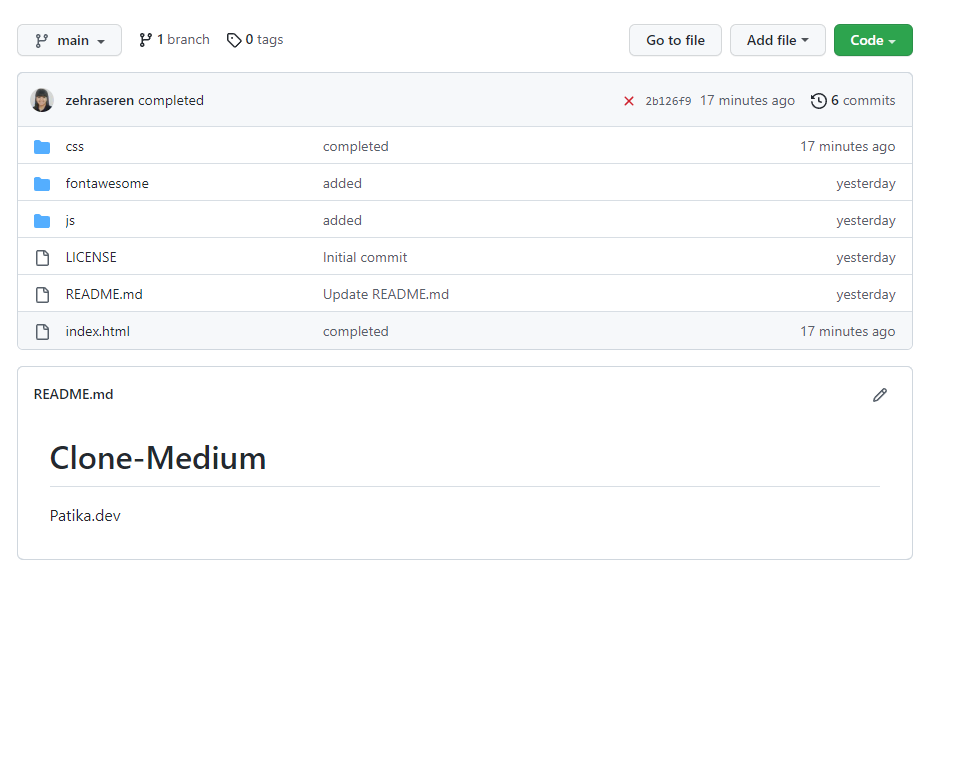 main 1 branch 0 tags Go to file Add file Code
zehraseren completed 2b126f9 17 minutes ago 6 commits
css completed 17 minutes ago
fontawesome added yesterday
js added yesterday
LICENSE Initial commit yesterday
README.md Update README.md yesterday
index.html completed 17 minutes ago
README.md
Clone-Medium
Patika.dev